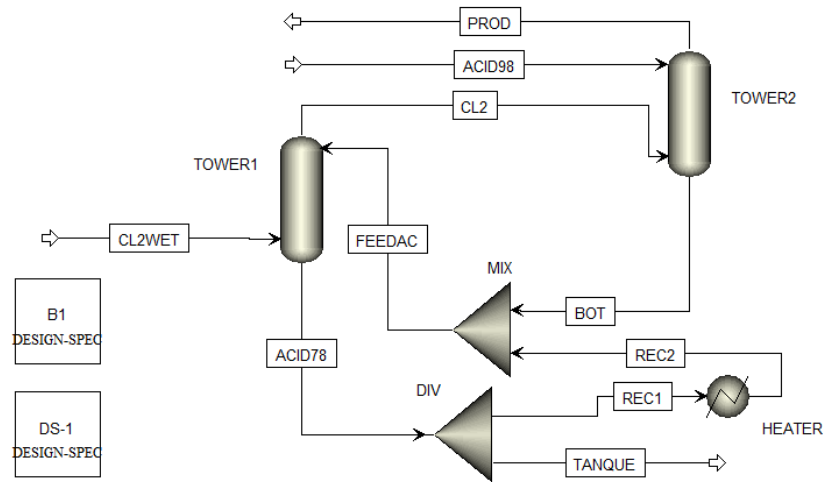 PROD
ACID98
TOWER2
CL2
TOWER1
CL2WET
FEEDAC
MIX
B1
DESIGN-SPEC
BOT
ACID78
REC2
DIV
REC1
HEATER
DS-1
DESIGN-SPEC
TANQUE